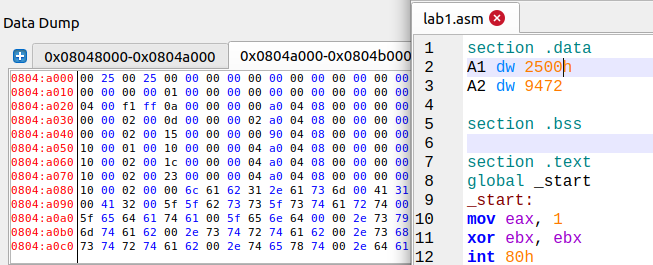 Data Dump
0x08048000-0x0804a000 0x0804a000-0x0804b000
0804:a000 00 25 00 25 00 00 00 00 00 00 00 00 00 00 00
0804:a010 00 00 00 00 01 00 00 00 00 00 00 00 00 00 00
0804:a020 04 00 f1 ff 0a 00 00 00 00 a0 04 08 00 00 00
0804:a030 00 00 02 00 0d 00 00 00 02 a0 04 08 00 00 00
0804:a040 00 00 02 00 15 00 00 00 00 90 04 08 00 00 00
0804:a050 10 00 01 00 10 00 00 00 04 a0 04 08 00 00 00
0804:a060 10 00 02 00 1c 00 00 00 04 a0 04 08 00 00 00
0804:a070 10 00 02 00 23 00 00 00 04 a0 04 08 00 00 00
0804:a080 10 00 02 00 00 6c 61 62 31 2e 61 73 6d 00 41 31
0804:a090 00 41 32 00 5f 5f 62 73 73 5f 73 74 61 72 74 00
0804:a0a0 5f 65 64 61 74 61 00 5f 65 6e 64 00 00 2e 73 79
0804:a0b0 6d 74 61 62 00 2e 73 74 72 74 61 62 00 2e 73 68
0804:a0c0 73 74 72 74 61 62 00 2e 74 65 78 74 00 2e 64 61
lab1.asm
1 section .data
2 A1 dw 2500h
3 A2 dw 9472
4
5 section .bss
6
7 section .text
8 global _start
9 _start:
10 mov eax, 1
11 xor ebx, ebx
12 int 80h